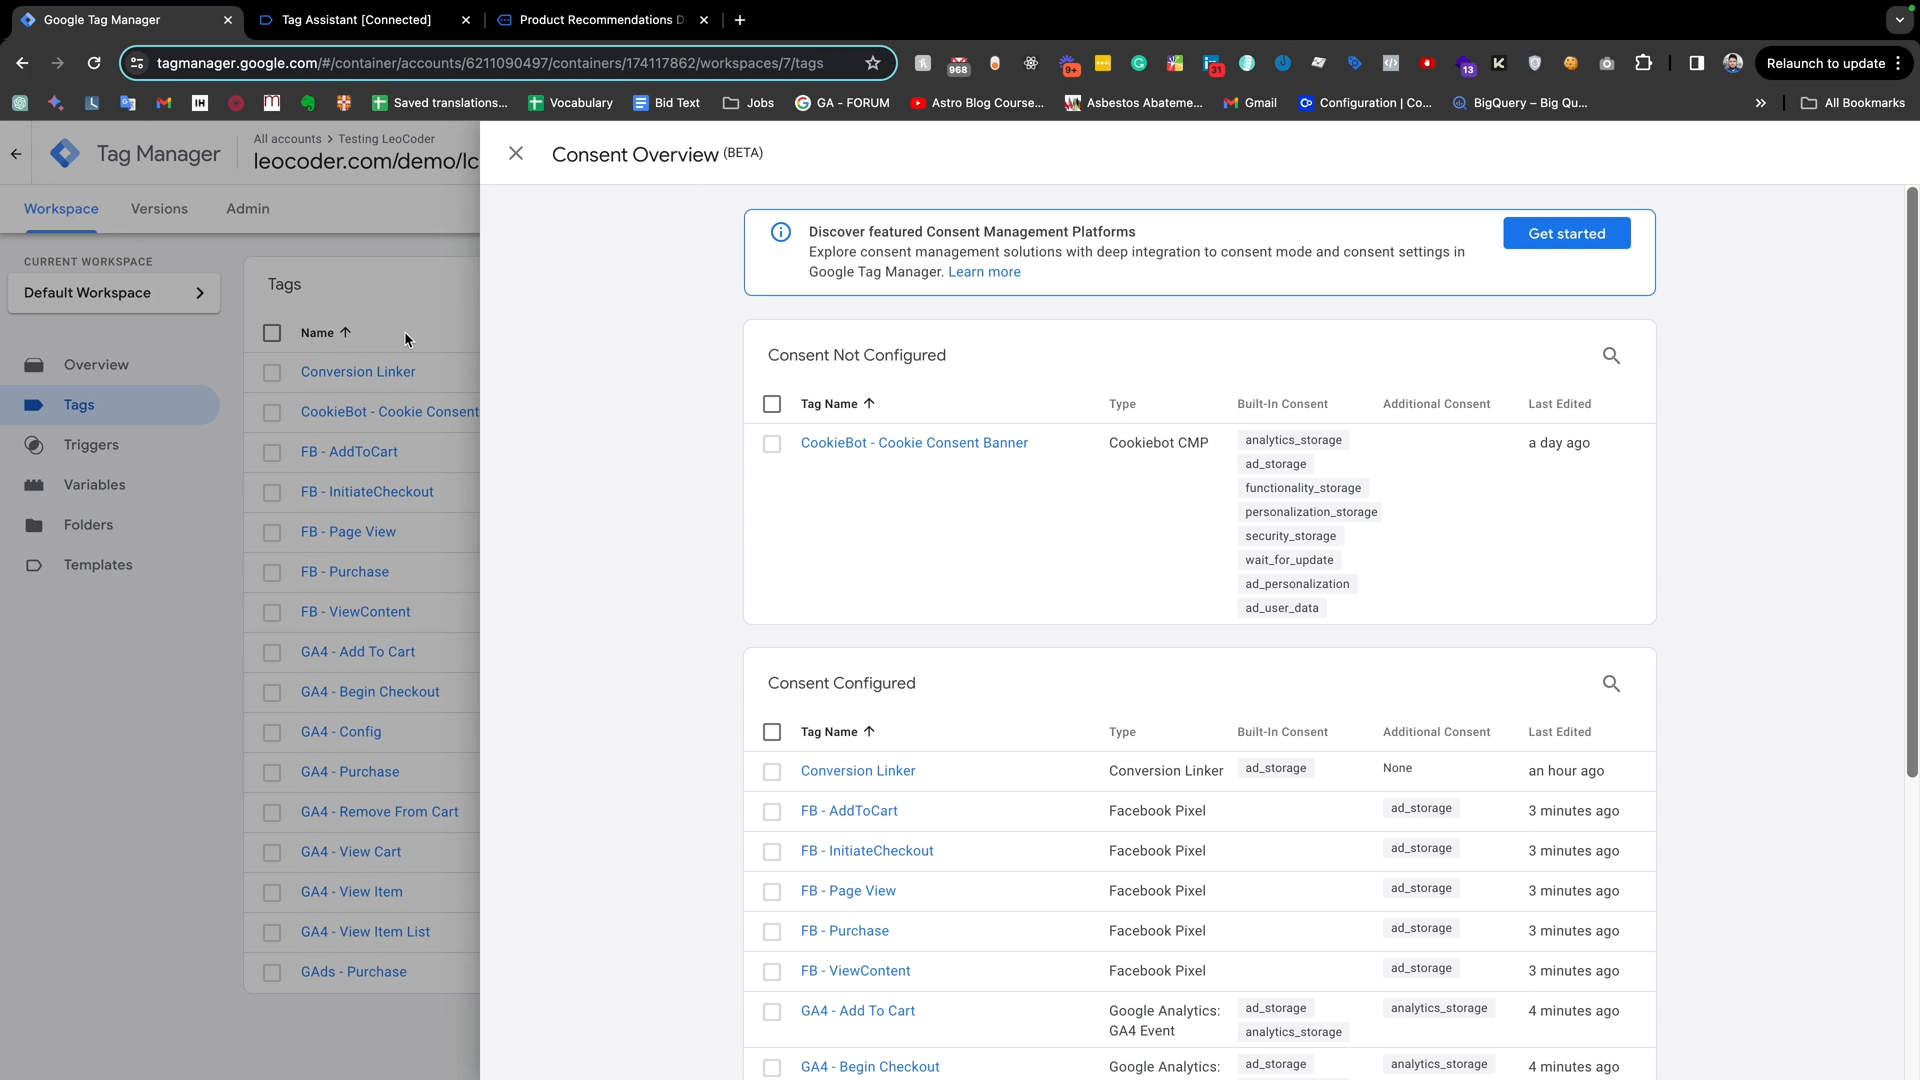 Google Tag Manager
Tag Assistant [Connected]
Product Recommendations D
tagmanager.google.com/#/container/accounts/6211090497/containers/174117862/workspaces/7/tags
968
9+
31
13
Relaunch to update
Saved translations...
Vocabulary
Bid Text
Jobs
GA - FORUM
Astro Blog Course...
Asbestos Abateme...
Gmail
Configuration | Co...
BigQuery – Big Qu...
All Bookmarks
Tag Manager
All accounts > Testing LeoCoder
leocoder.com/demo/lc
Workspace
Versions
Admin
CURRENT WORKSPACE
Default Workspace
Overview
Tags
Triggers
Variables
Folders
Templates
Tags
Name
Conversion Linker
CookieBot - Cookie Consent
FB - AddToCart
FB - InitiateCheckout
FB - Page View
FB - Purchase
FB - ViewContent
GA4 - Add To Cart
GA4 - Begin Checkout
GA4 - Config
GA4 - Purchase
GA4 - Remove From Cart
GA4 - View Cart
GA4 - View Item
GA4 - View Item List
GAds - Purchase
Consent Overview (BETA)
Discover featured Consent Management Platforms
Explore consent management solutions with deep integration to consent mode and consent settings in
Google Tag Manager. Learn more
Get started
Consent Not Configured
Tag Name Type Built-In Consent Additional Consent Last Edited
CookieBot - Cookie Consent Banner Cookiebot CMP analytics_storage a day ago
ad_storage
functionality_storage
personalization_storage
security_storage
wait_for_update
ad_personalization
ad_user_data
Consent Configured
Tag Name Type Built-In Consent Additional Consent Last Edited
Conversion Linker Conversion Linker ad_storage None an hour ago
FB - AddToCart Facebook Pixel ad_storage 3 minutes ago
FB - InitiateCheckout Facebook Pixel ad_storage 3 minutes ago
FB - Page View Facebook Pixel ad_storage 3 minutes ago
FB - Purchase Facebook Pixel ad_storage 3 minutes ago
FB - ViewContent Facebook Pixel ad_storage 3 minutes ago
GA4 - Add To Cart Google Analytics: ad_storage analytics_storage 4 minutes ago
GA4 Event analytics_storage
GA4 - Begin Checkout Google Analytics: ad_storage analytics_storage 4 minutes ago